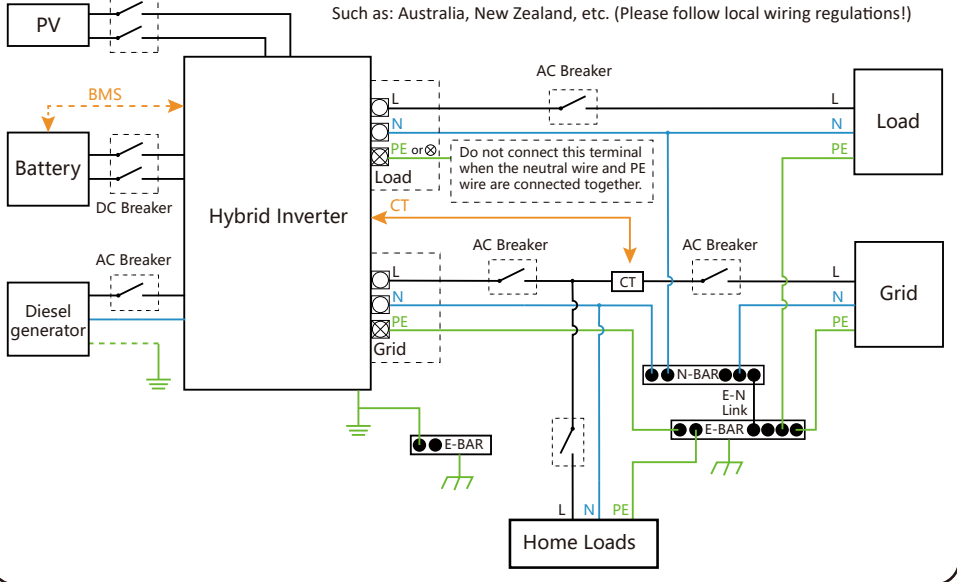 Such as: Australia, New Zealand, etc. (Please follow local wiring regulations!)
PV
BMS
Battery
DC Breaker
AC Breaker
Diesel
generator
Hybrid Inverter
L
N
PE or⊗
Load
Do not connect this terminal
when the neutral wire and PE
wire are connected together.
AC Breaker
L
N
PE
Load
CT
AC Breaker
CT
AC Breaker
L
N
PE
Grid
L
N
PE
Grid
N-BAR
E-N
Link
E-BAR
E-BAR
L N PE
Home Loads